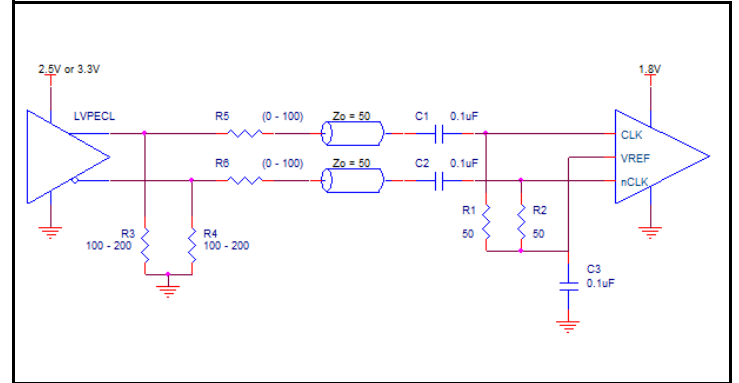 2.5V or 3.3V
1.8V
LVPECL
R5 (0 - 100) Zo = 50 C1 0.1uF
CLK
VREF
R6 (0 - 100) Zo = 50 C2 0.1uF
nCLK
R1 R2
50 50
R3 R4
100 - 200 100 - 200
C3
0.1uF